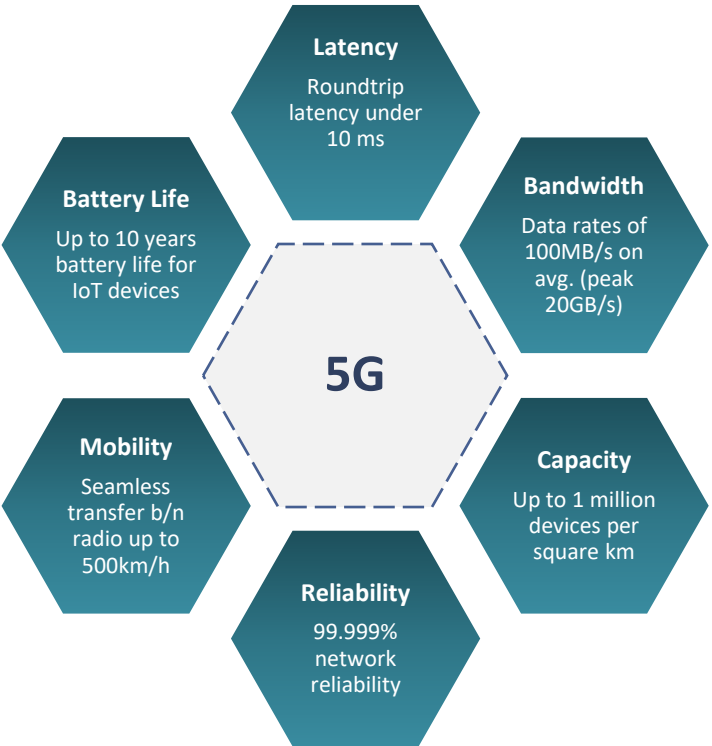 Latency
Roundtrip
latency under
10 ms
Battery Life
Up to 10 years
battery life for
IoT devices
Bandwidth
Data rates of
100MB/s on
avg. (peak
20GB/s)
5G
Mobility
Seamless
transfer b/n
radio up to
500km/h
Capacity
Up to 1 million
devices per
square km
Reliability
99.999%
network
reliability